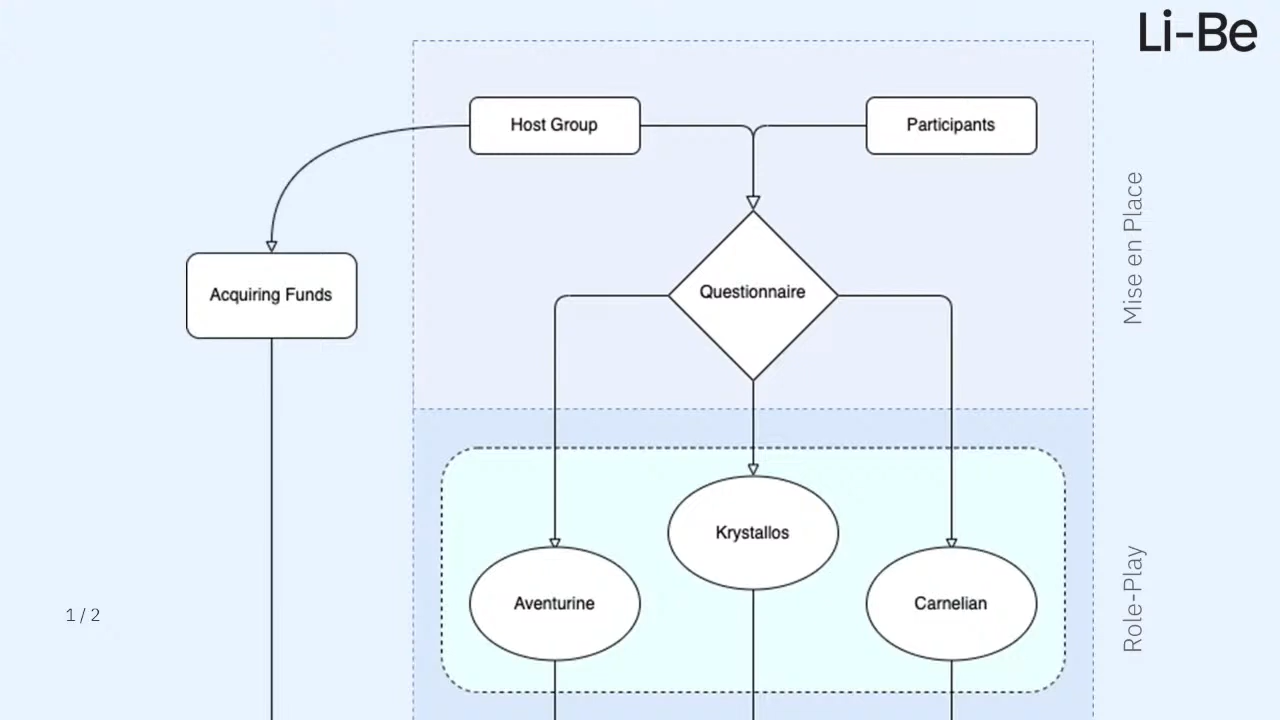 Li-Be
Host Group
Participants
Mise en Place
Acquiring Funds
Questionnaire
Krystallos
Aventurine
Carnelian
Role-Play
1 / 2